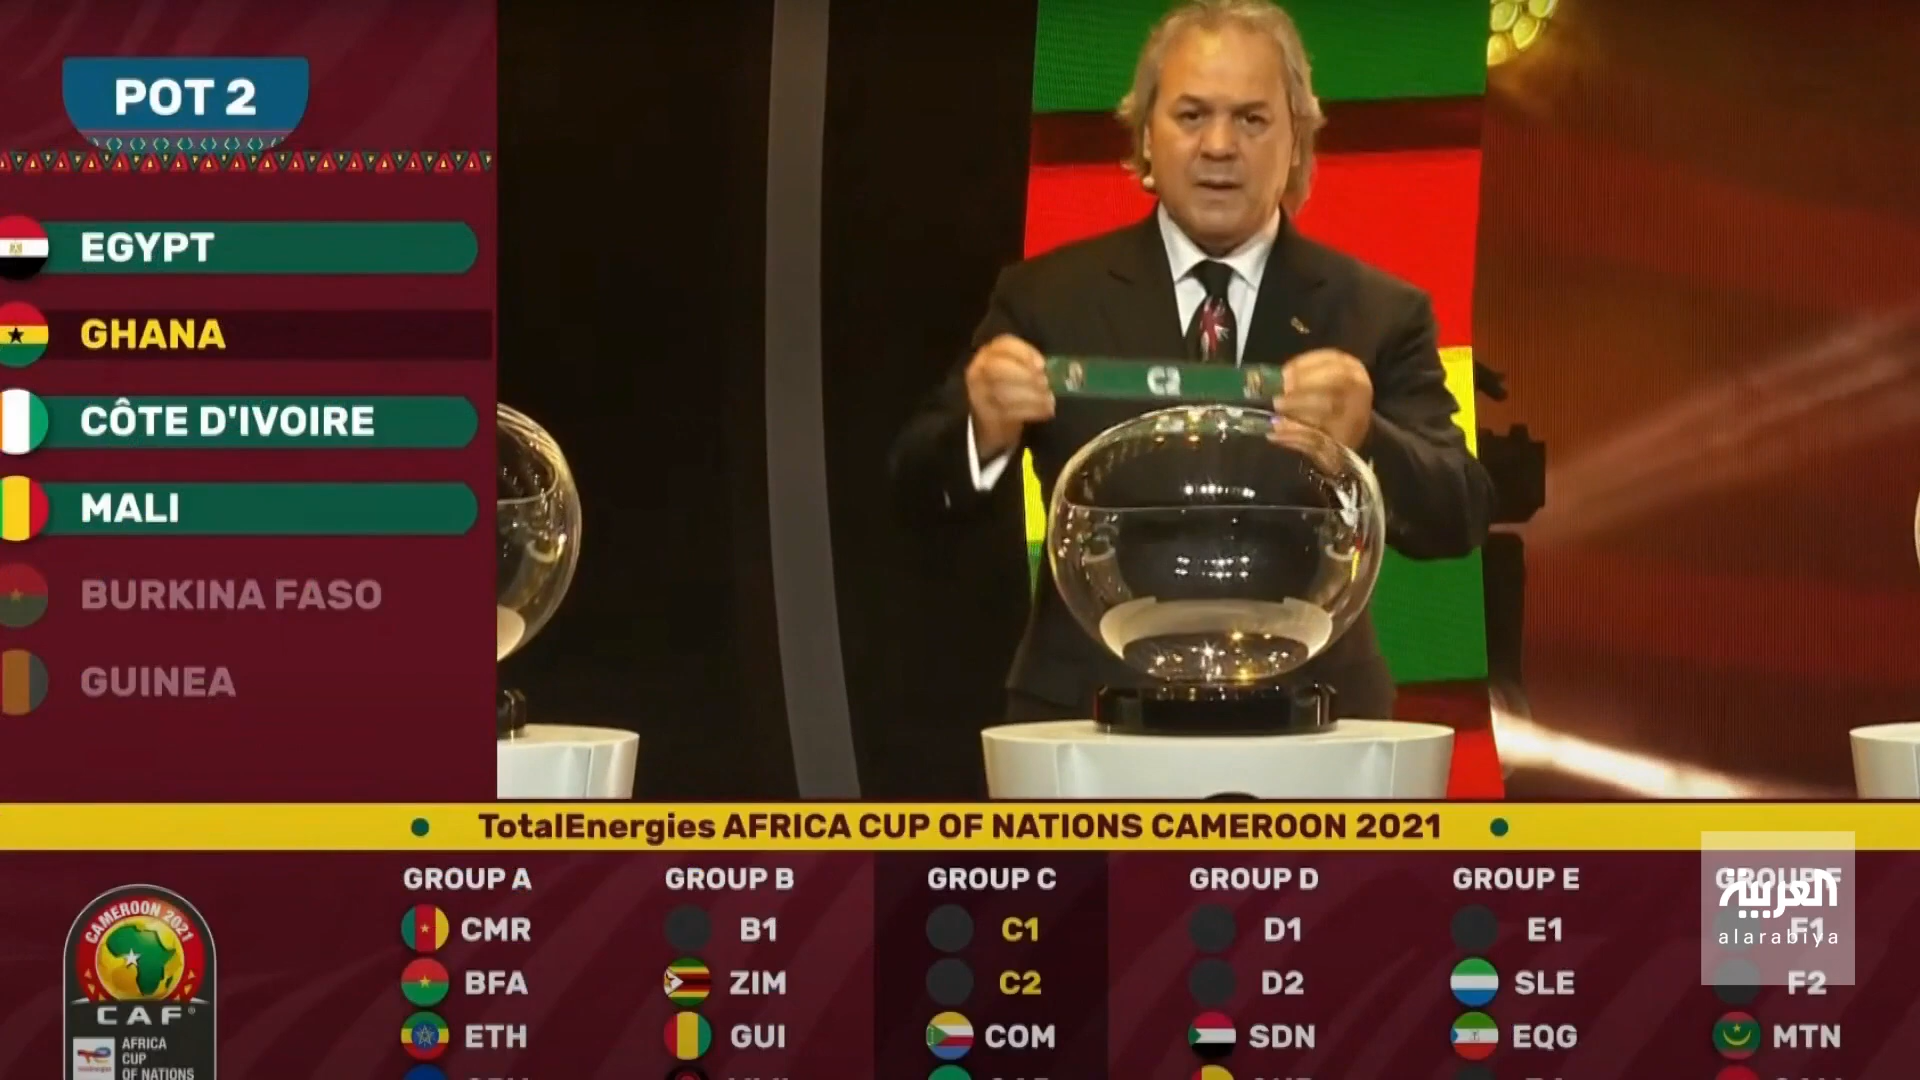 POT 2
EGYPT
GHANA
CÔTE D'IVOIRE
MALI
BURKINA FASO
GUINEA
C2
TotalEnergies AFRICA CUP OF NATIONS CAMEROON 2021
GROUP A
CMR
BFA
ETH
GROUP B
B1
ZIM
GUI
GROUP C
C1
C2
COM
GROUP D
D1
D2
SDN
GROUP E
E1
SLE
EQG
GROUP F
F1
F2
MTN
CAMEROON 2021
CAF
AFRICA
CUP
OF NATIONS
العربية
alarabiya